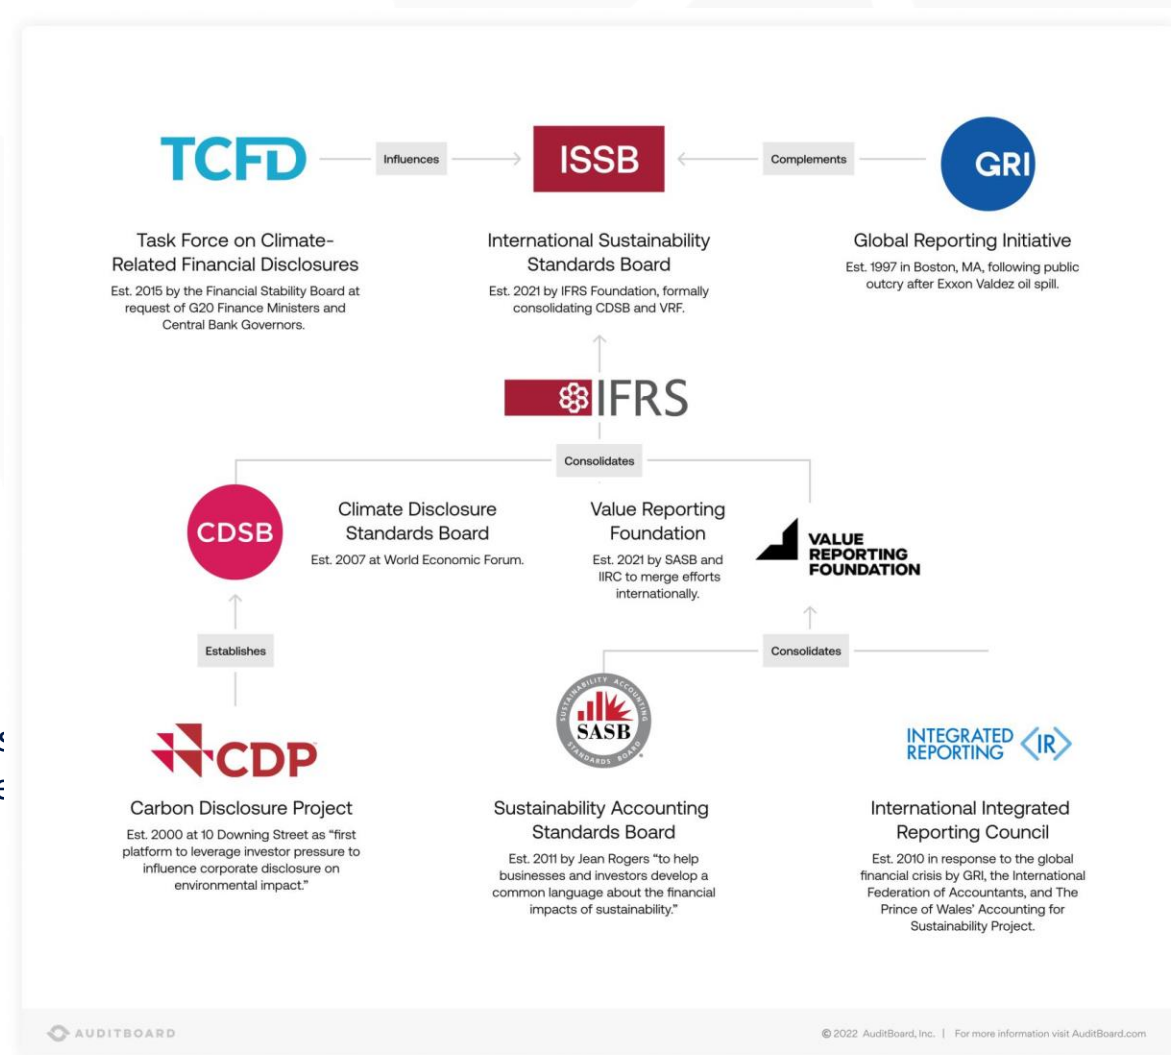 TCFD
Influences
ISSB
Complements
GRI
Task Force on Climate-
Related Financial Disclosures
Est. 2015 by the Financial Stability Board at
request of G20 Finance Ministers and
Central Bank Governors.
International Sustainability
Standards Board
Est. 2021 by IFRS Foundation, formally
consolidating CDSB and VRF.
Global Reporting Initiative
Est. 1997 in Boston, MA, following public
outcry after Exxon Valdez oil spill.
IFRS
Consolidates
CDSB
Climate Disclosure
Standards Board
Est. 2007 at World Economic Forum.
Value Reporting
Foundation
Est. 2021 by SASB and
IIRC to merge efforts
internationally.
VALUE
REPORTING
FOUNDATION
Establishes
Consolidates
CDP
Carbon Disclosure Project
Est. 2000 at 10 Downing Street as “first
platform to leverage investor pressure to
influence corporate disclosure on
environmental impact.”
SUSTAINABILITY ACCOUNTING
SASB
STANDARDS BOARD
Sustainability Accounting
Standards Board
Est. 2011 by Jean Rogers “to help
businesses and investors develop a
common language about the financial
impacts of sustainability.”
INTEGRATED
REPORTING
<IR>
International Integrated
Reporting Council
Est. 2010 in response to the global
financial crisis by GRI, the International
Federation of Accountants, and The
Prince of Wales’ Accounting for
Sustainability Project.
AUDITBOARD
© 2022 AuditBoard, Inc. | For more information visit AuditBoard.com